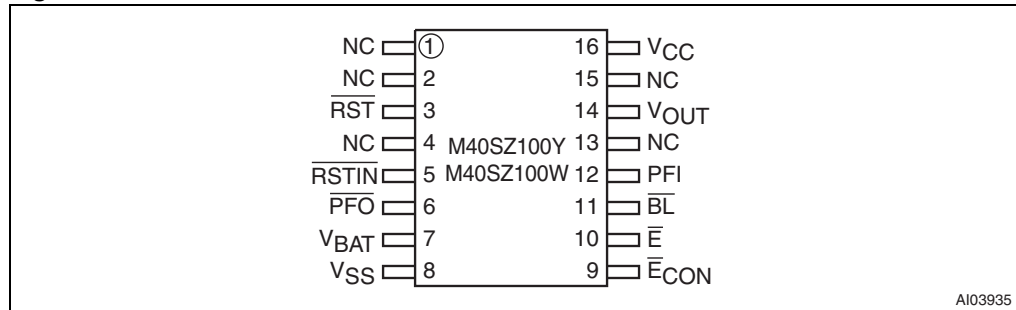 NC 1 16 VCC
NC 2 15 NC
RST 3 14 VOUT
NC 4 M40SZ100Y 13 NC
RSTIN 5 M40SZ100W 12 PFI
PFO 6 11 BL
VBAT 7 10 E
VSS 8 9 ECON
AI03935